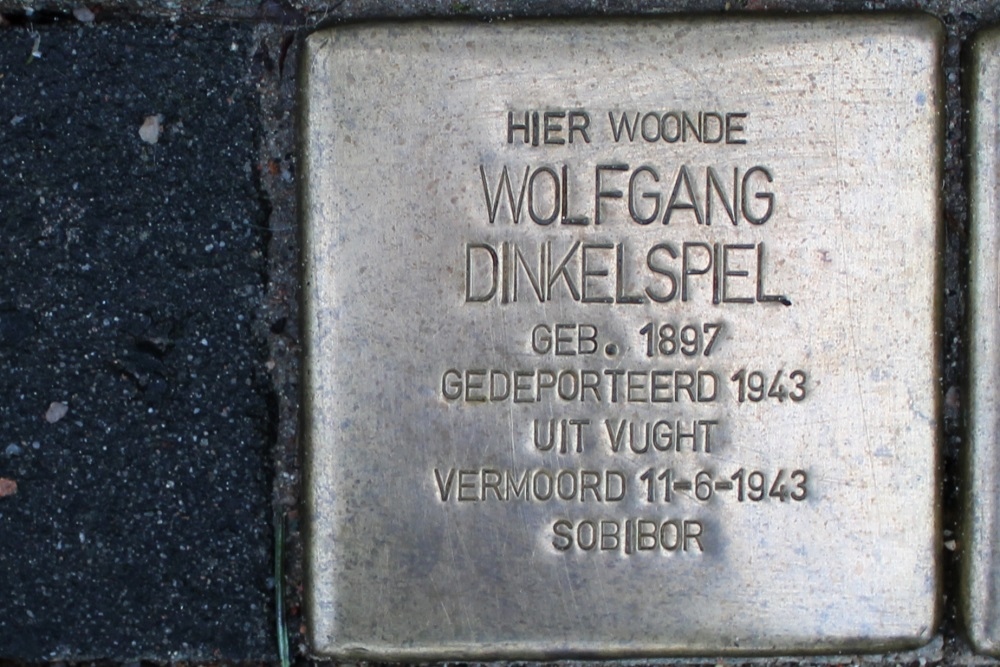 HIER WOONDE
WOLFGANG
DINKELSPIEL
GEB. 1897
GEDEPORTEERD 1943
UIT VUGHT
VERMOORD 11-6-1943
SOBIBOR